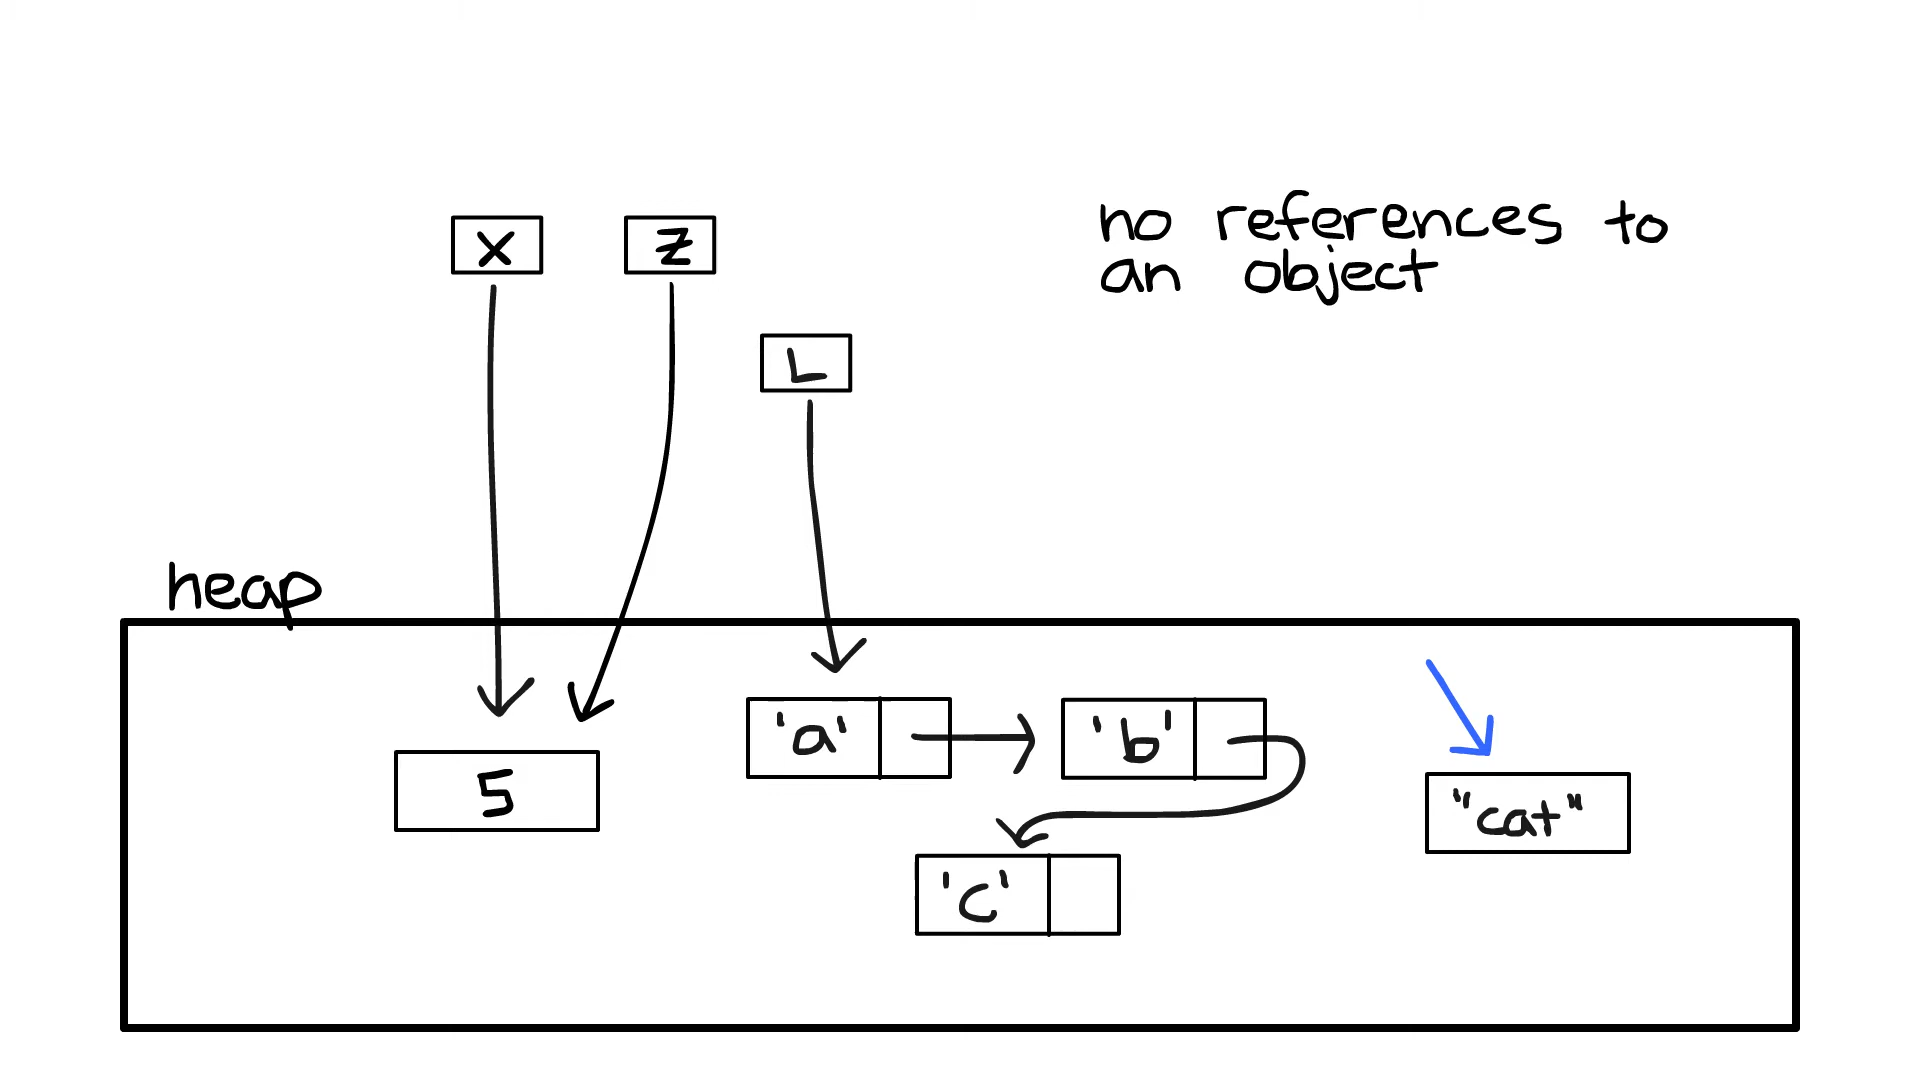 no references to
an object
x
z
L
heap
5
'a'
'b'
'c'
"cat"